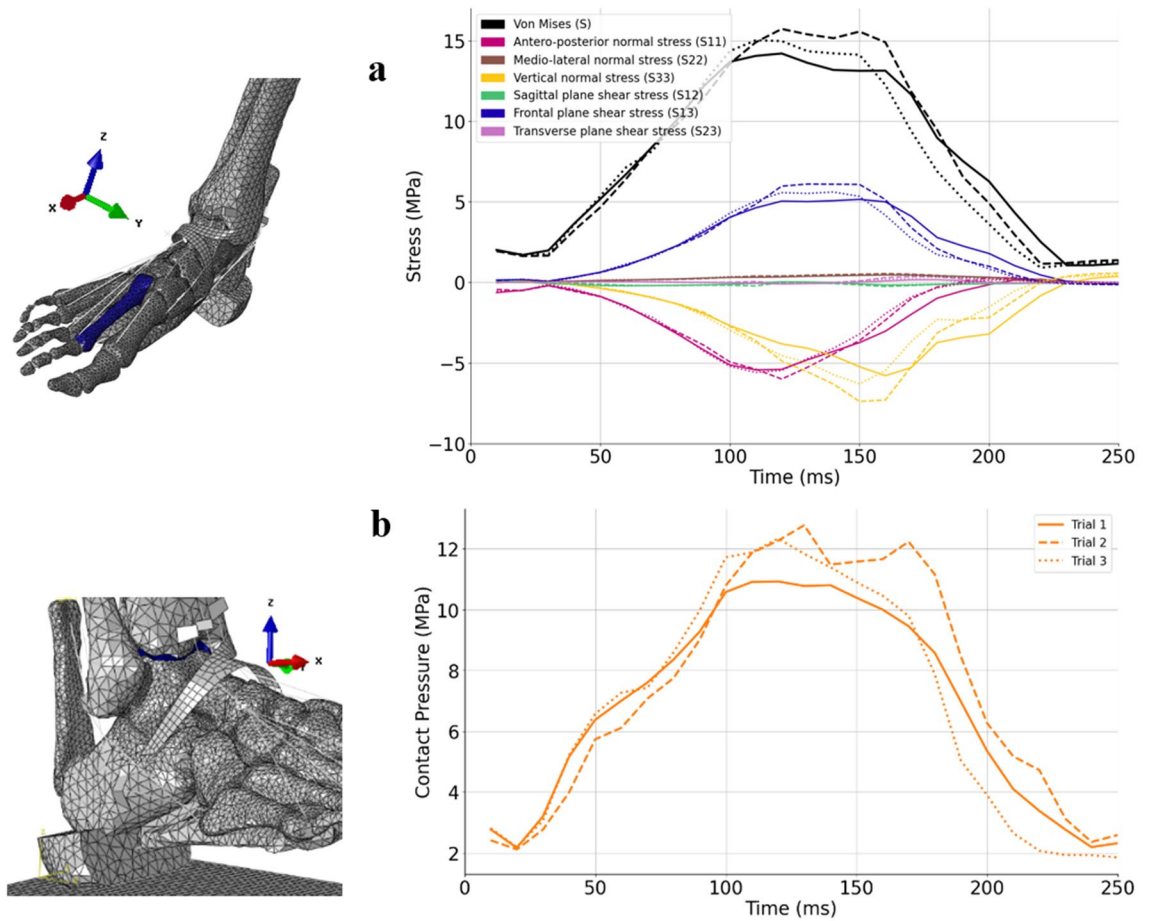 a
Von Mises (S)
Antero-posterior normal stress (S11)
Medio-lateral normal stress (S22)
Vertical normal stress (S33)
Sagittal plane shear stress (S12)
Frontal plane shear stress (S13)
Transverse plane shear stress (S23)
15
10
5
0
−5
−10
Stress (MPa)
0 50 100 150 200 250
Time (ms)
Z
X
Y
b
Trial 1
Trial 2
Trial 3
12
10
8
6
4
2
Contact Pressure (MPa)
0 50 100 150 200 250
Time (ms)
Z
X